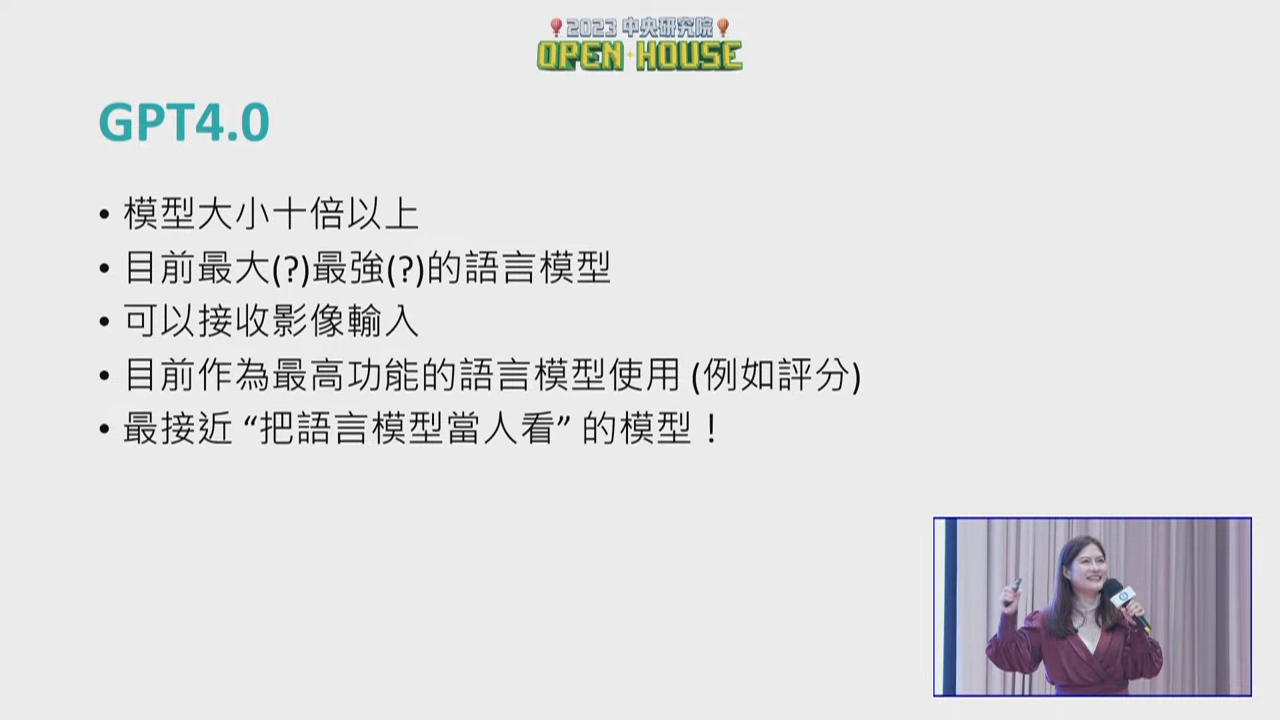 2023 中央研究院
OPEN HOUSE
GPT4.0
• 模型大小十倍以上
• 目前最大(?)最強(?)的語言模型
• 可以接收影像輸入
• 目前作為最高功能的語言模型使用 (例如評分)
• 最接近 “把語言模型當人看” 的模型！